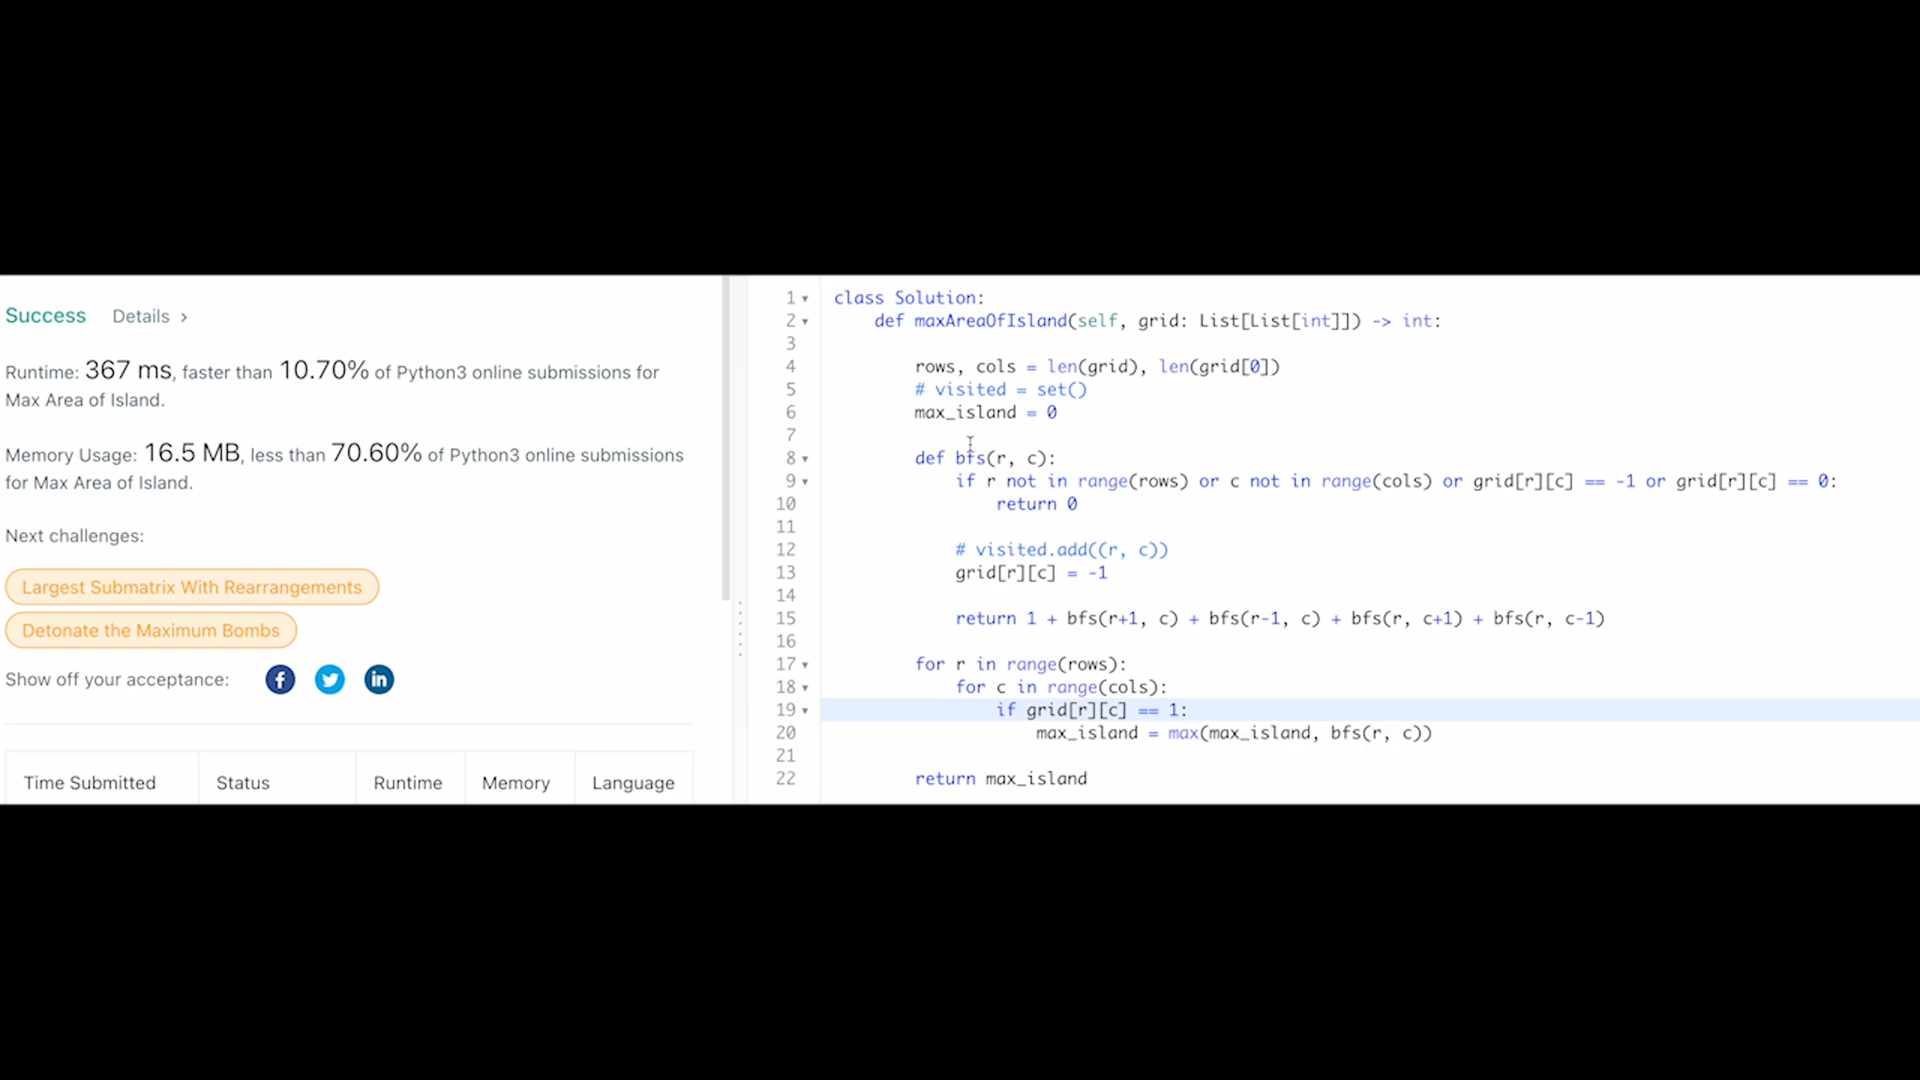 Success Details >
Runtime: 367 ms, faster than 10.70% of Python3 online submissions for
Max Area of Island.
Memory Usage: 16.5 MB, less than 70.60% of Python3 online submissions
for Max Area of Island.
Next challenges:
Largest Submatrix With Rearrangements
Detonate the Maximum Bombs
Show off your acceptance: f in
Time Submitted Status Runtime Memory Language
1 class Solution:
2     def maxAreaOfIsland(self, grid: List[List[int]]) -> int:
3
4         rows, cols = len(grid), len(grid[0])
5         # visited = set()
6         max_island = 0
7
8         def bfs(r, c):
9             if r not in range(rows) or c not in range(cols) or grid[r][c] == -1 or grid[r][c] == 0:
10                 return 0
11
12             # visited.add((r, c))
13             grid[r][c] = -1
14
15             return 1 + bfs(r+1, c) + bfs(r-1, c) + bfs(r, c+1) + bfs(r, c-1)
16
17         for r in range(rows):
18             for c in range(cols):
19                 if grid[r][c] == 1:
20                     max_island = max(max_island, bfs(r, c))
21
22         return max_island